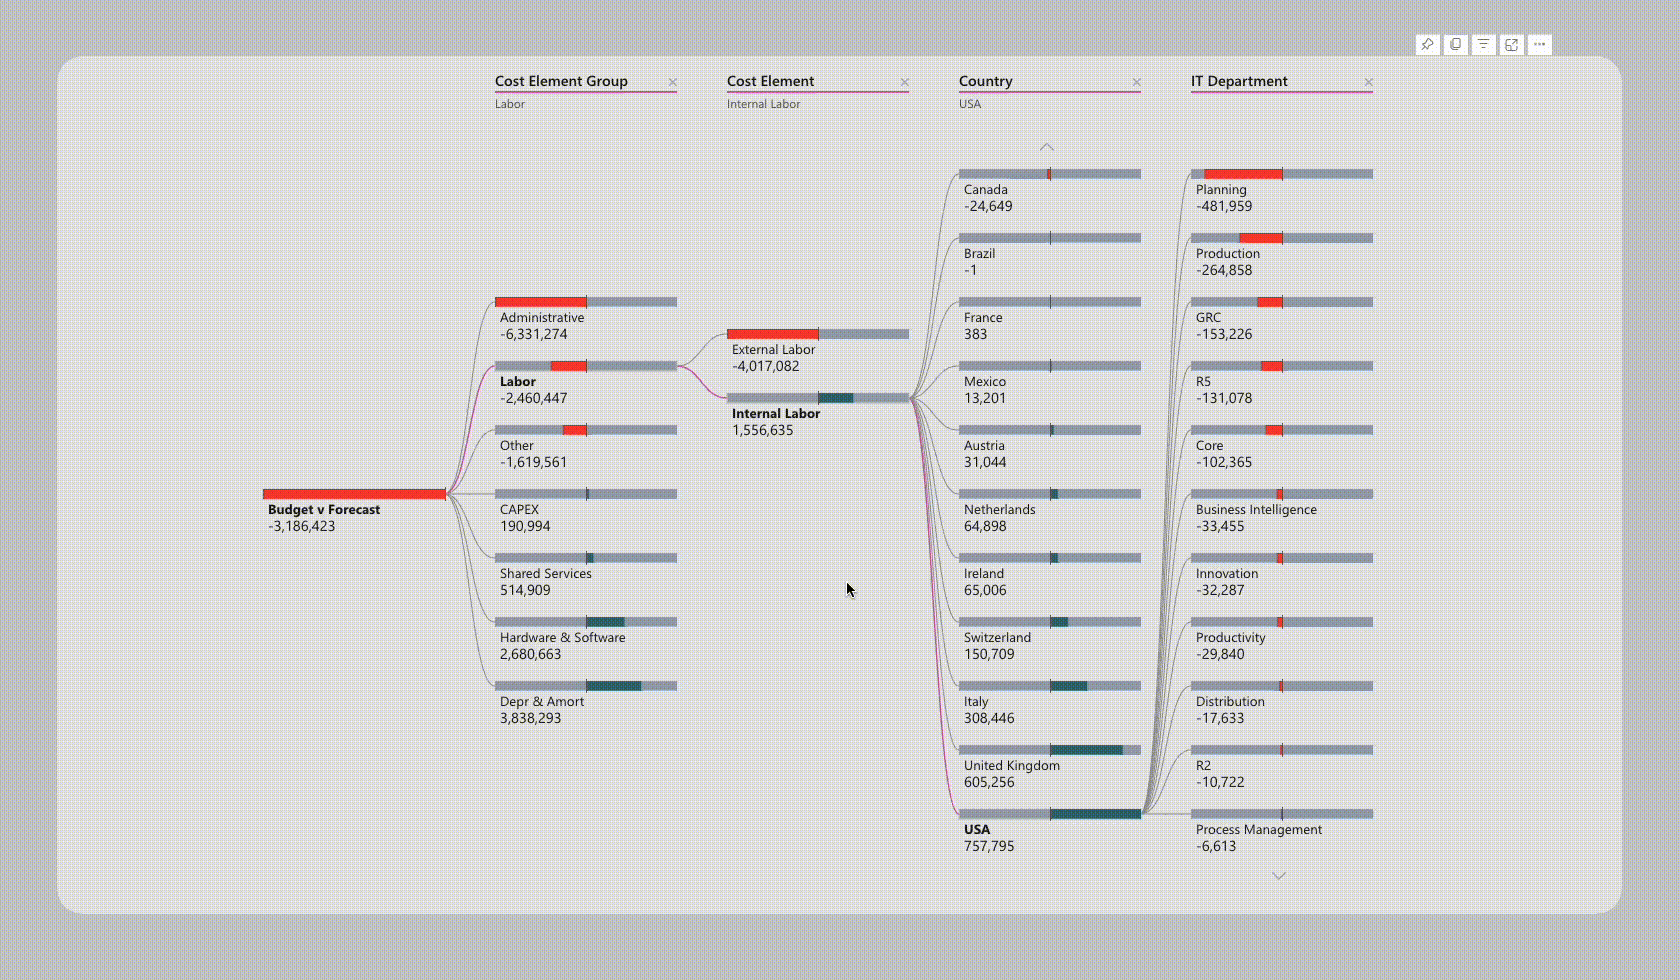 Cost Element Group
Labor
Cost Element
Internal Labor
Country
USA
IT Department
Budget v Forecast
-3,186,423
Administrative
-6,331,274
Labor
-2,460,447
Other
-1,619,561
CAPEX
190,994
Shared Services
514,909
Hardware & Software
2,680,663
Depr & Amort
3,838,293
External Labor
-4,017,082
Internal Labor
1,556,635
Canada
-24,649
Brazil
-1
France
383
Mexico
13,201
Austria
31,044
Netherlands
64,898
Ireland
65,006
Switzerland
150,709
Italy
308,446
United Kingdom
605,256
USA
757,795
Planning
-481,959
Production
-264,858
GRC
-153,226
R5
-131,078
Core
-102,365
Business Intelligence
-33,455
Innovation
-32,287
Productivity
-29,840
Distribution
-17,633
R2
-10,722
Process Management
-6,613